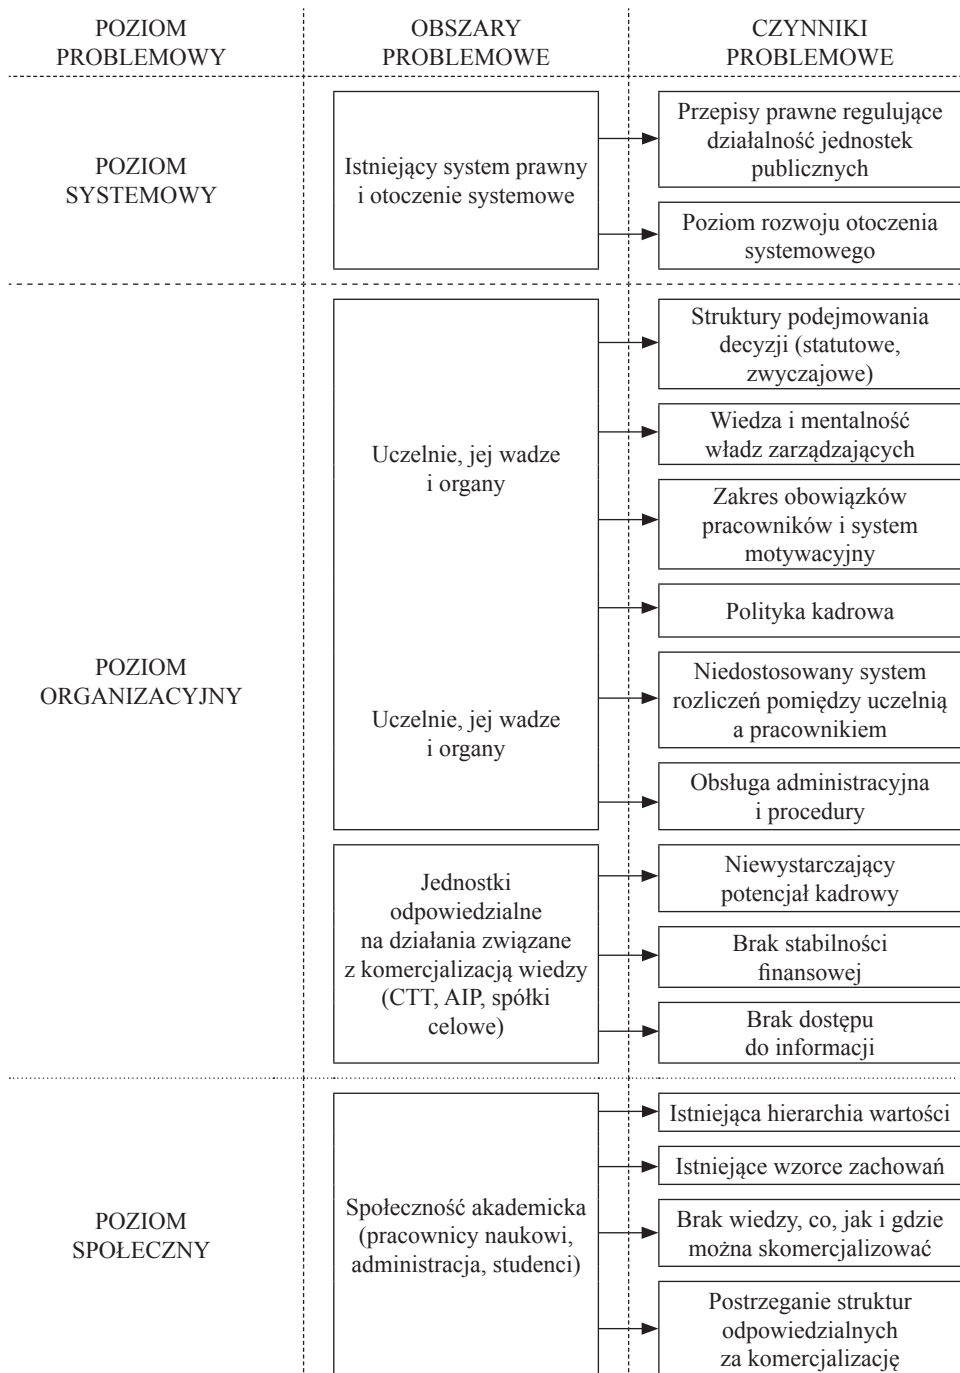 POZIOM
PROBLEMOWY
OBSZARY
PROBLEMOWE
CZYNNIKI
PROBLEMOWE
POZIOM
SYSTEMOWY
Istniejący system prawny
i otoczenie systemowe
Przepisy prawne regulujące
działalność jednostek
publicznych
Poziom rozwoju otoczenia
systemowego
POZIOM
ORGANIZACYJNY
Uczelnie, jej wadze
i organy
Uczelnie, jej wadze
i organy
Struktury podejmowania
decyzji (statutowe,
zwyczajowe)
Wiedza i mentalność
władz zarządzających
Zakres obowiązków
pracowników i system
motywacyjny
Polityka kadrowa
Niedostosowany system
rozliczeń pomiędzy uczelnią
a pracownikiem
Obsługa administracyjna
i procedury
Jednostki
odpowiedzialne
na działania związane
z komercjalizacją wiedzy
(CTT, AIP, spółki
celowe)
Niewystarczający
potencjał kadrowy
Brak stabilności
finansowej
Brak dostępu
do informacji
POZIOM
SPOŁECZNY
Społeczność akademicka
(pracownicy naukowi,
administracja, studenci)
Istniejąca hierarchia wartości
Istniejące wzorce zachowań
Brak wiedzy, co, jak i gdzie
można skomercjalizować
Postrzeganie struktur
odpowiedzialnych
za komercjalizację